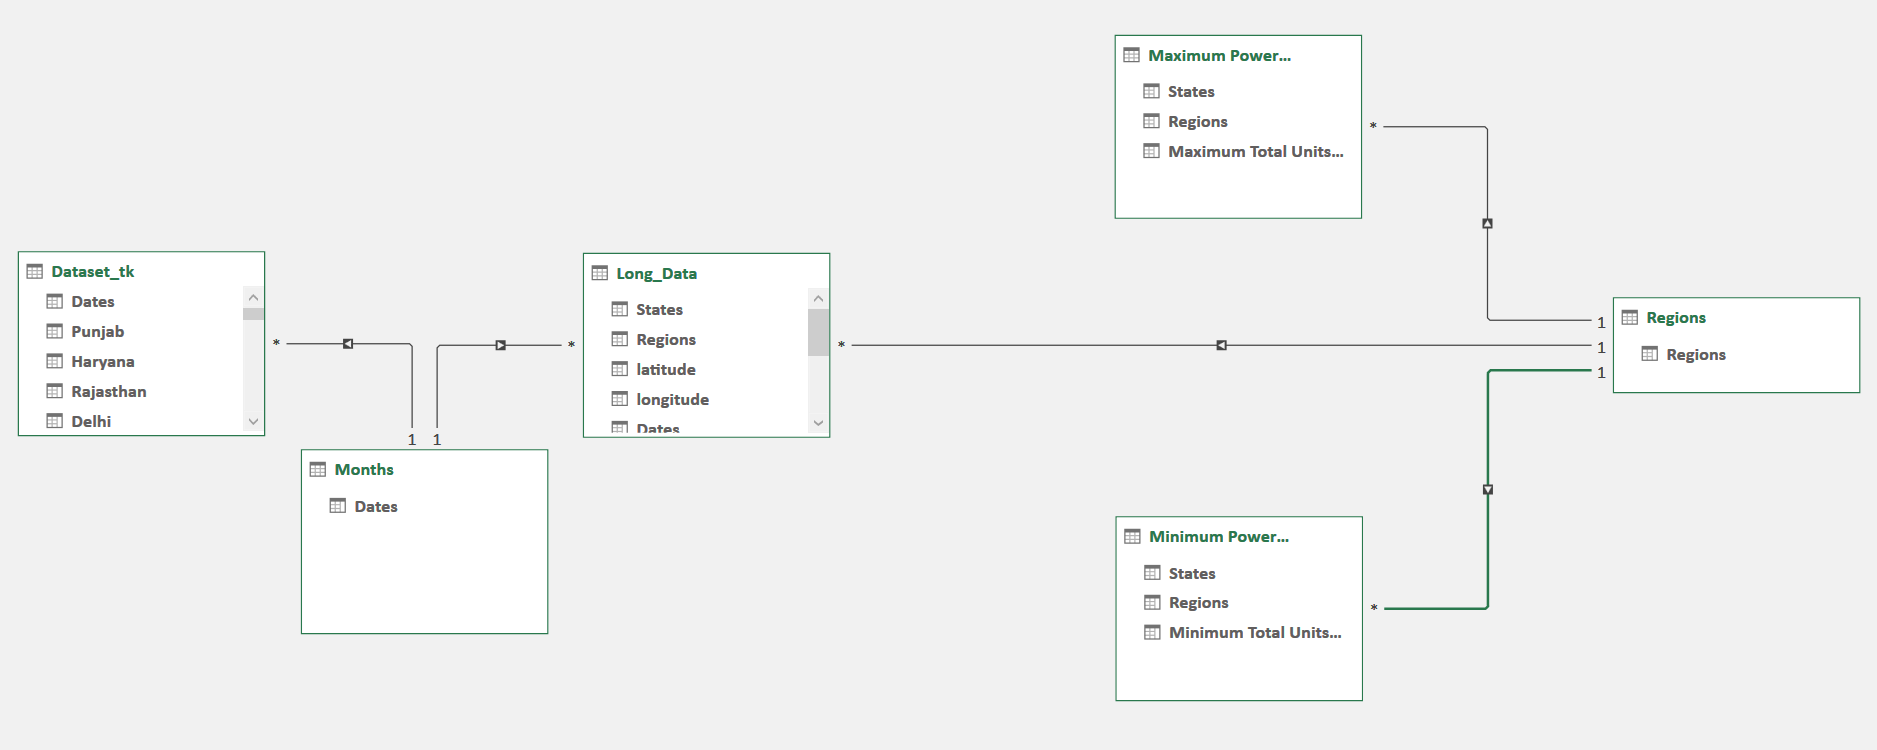 Maximum Power...
States
Regions
Maximum Total Units...
*
Dataset_tk
Dates
Punjab
Haryana
Rajasthan
Delhi
*
Long_Data
States
Regions
latitude
longitude
Dates
*
*
Regions
Regions
1
1
1
1
1
Months
Dates
Minimum Power...
States
Regions
Minimum Total Units...
*